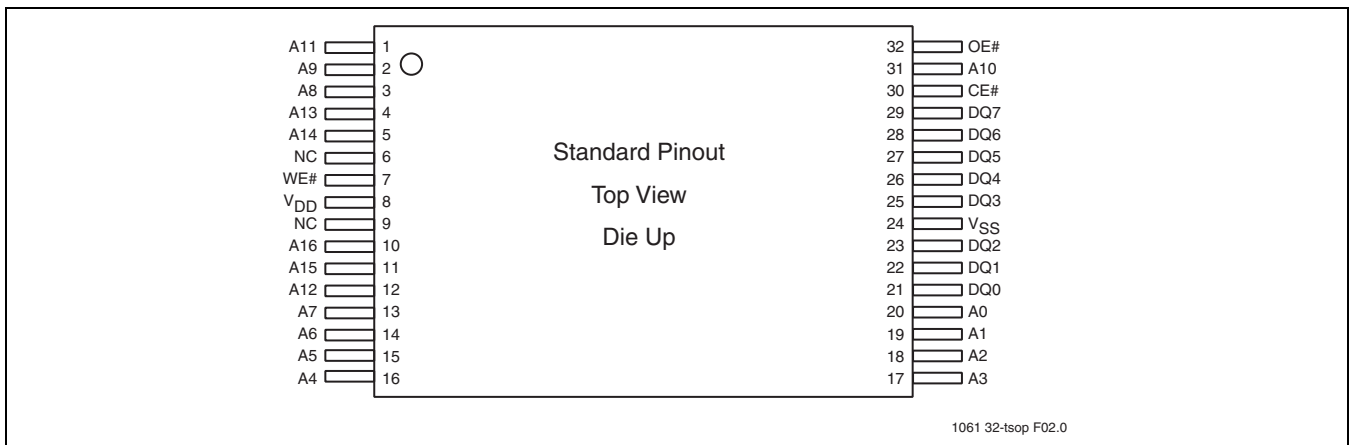 A11 1
A9 2
A8 3
A13 4
A14 5
NC 6
WE# 7
VDD 8
NC 9
A16 10
A15 11
A12 12
A7 13
A6 14
A5 15
A4 16
Standard Pinout
Top View
Die Up
32 OE#
31 A10
30 CE#
29 DQ7
28 DQ6
27 DQ5
26 DQ4
25 DQ3
24 VSS
23 DQ2
22 DQ1
21 DQ0
20 A0
19 A1
18 A2
17 A3
1061 32-tsop F02.0